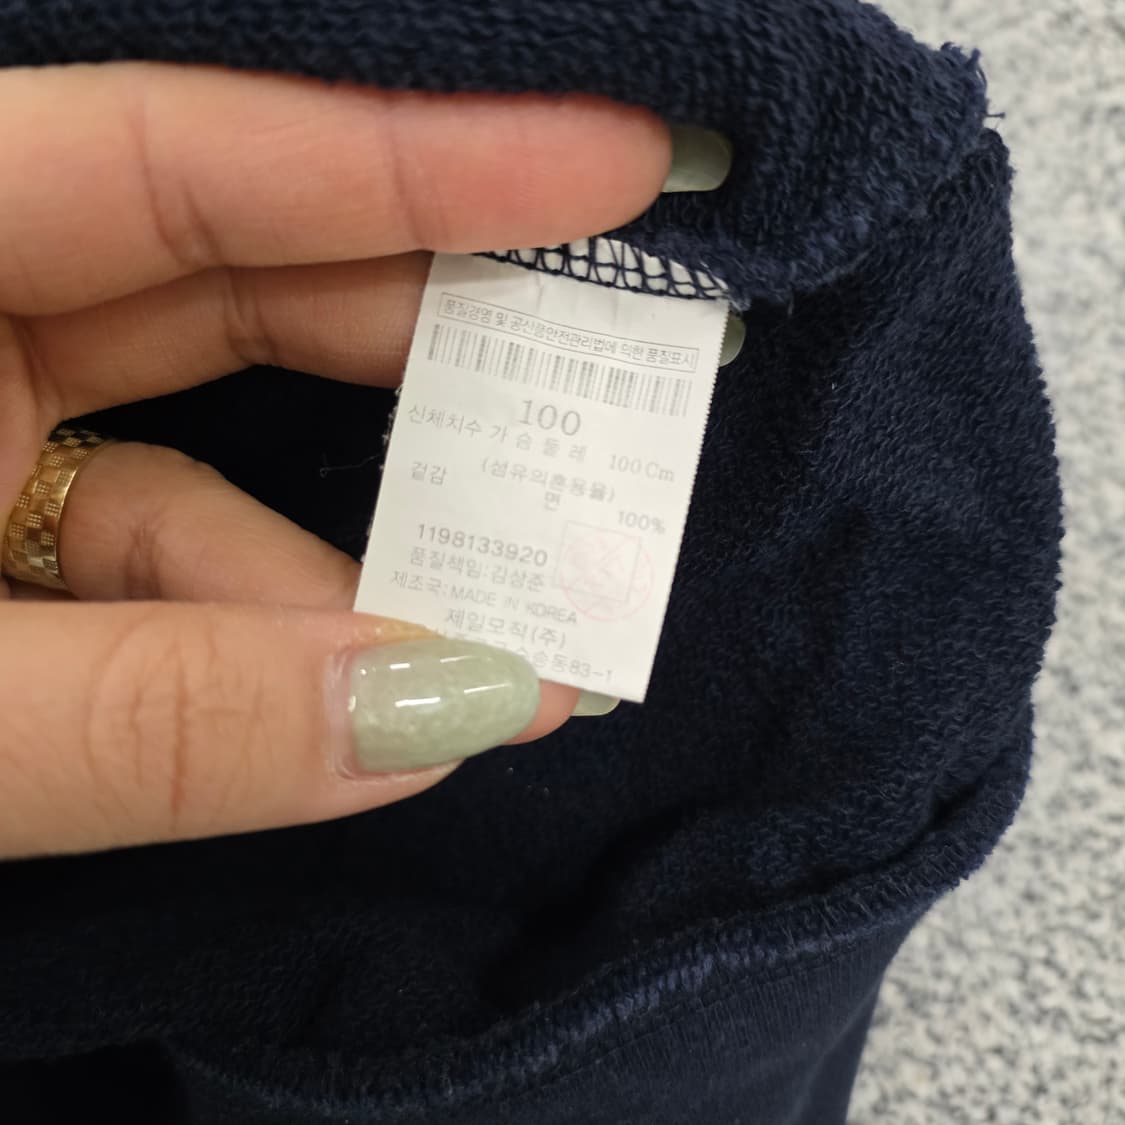 품질경영 및 공산품안전관리법에 의한 품질표시
100
신체치수 가 슴 둘 레 100Cm
(섬유의혼용율)
겉감 면 100%
1198133920
품질책임:김상준
제조국:MADE IN KOREA
제일모직(주)
83-1